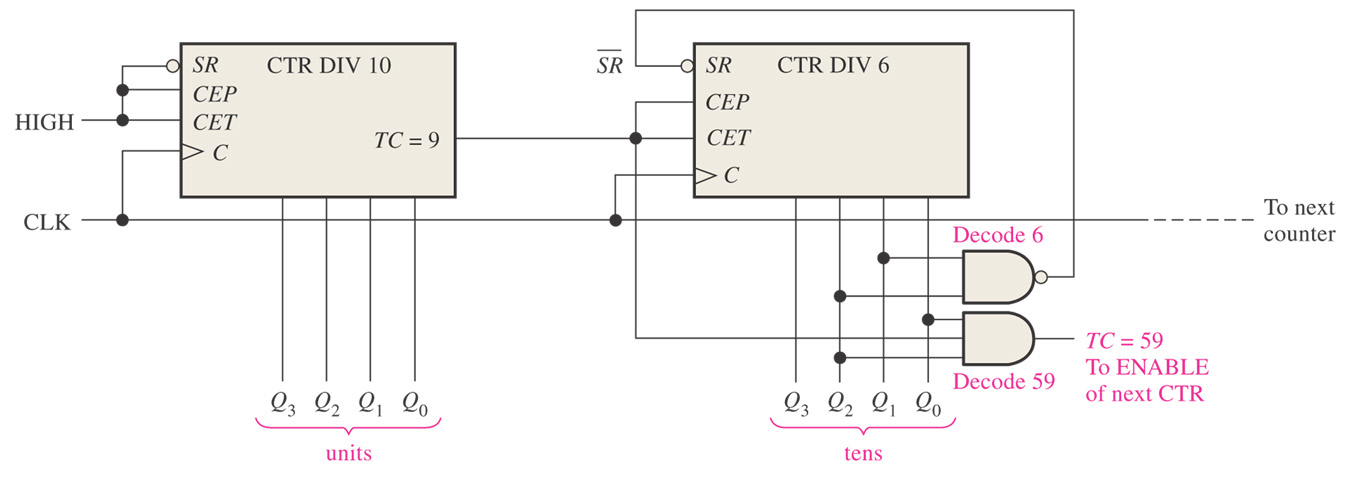 SR CTR DIV 10
CEP
HIGH CET
TC = 9
C
CLK
Q3 Q2 Q1 Q0
units
SR SR CTR DIV 6
CEP
CET
C
To next
counter
Decode 6
TC = 59
To ENABLE
of next CTR
Decode 59
Q3 Q2 Q1 Q0
tens